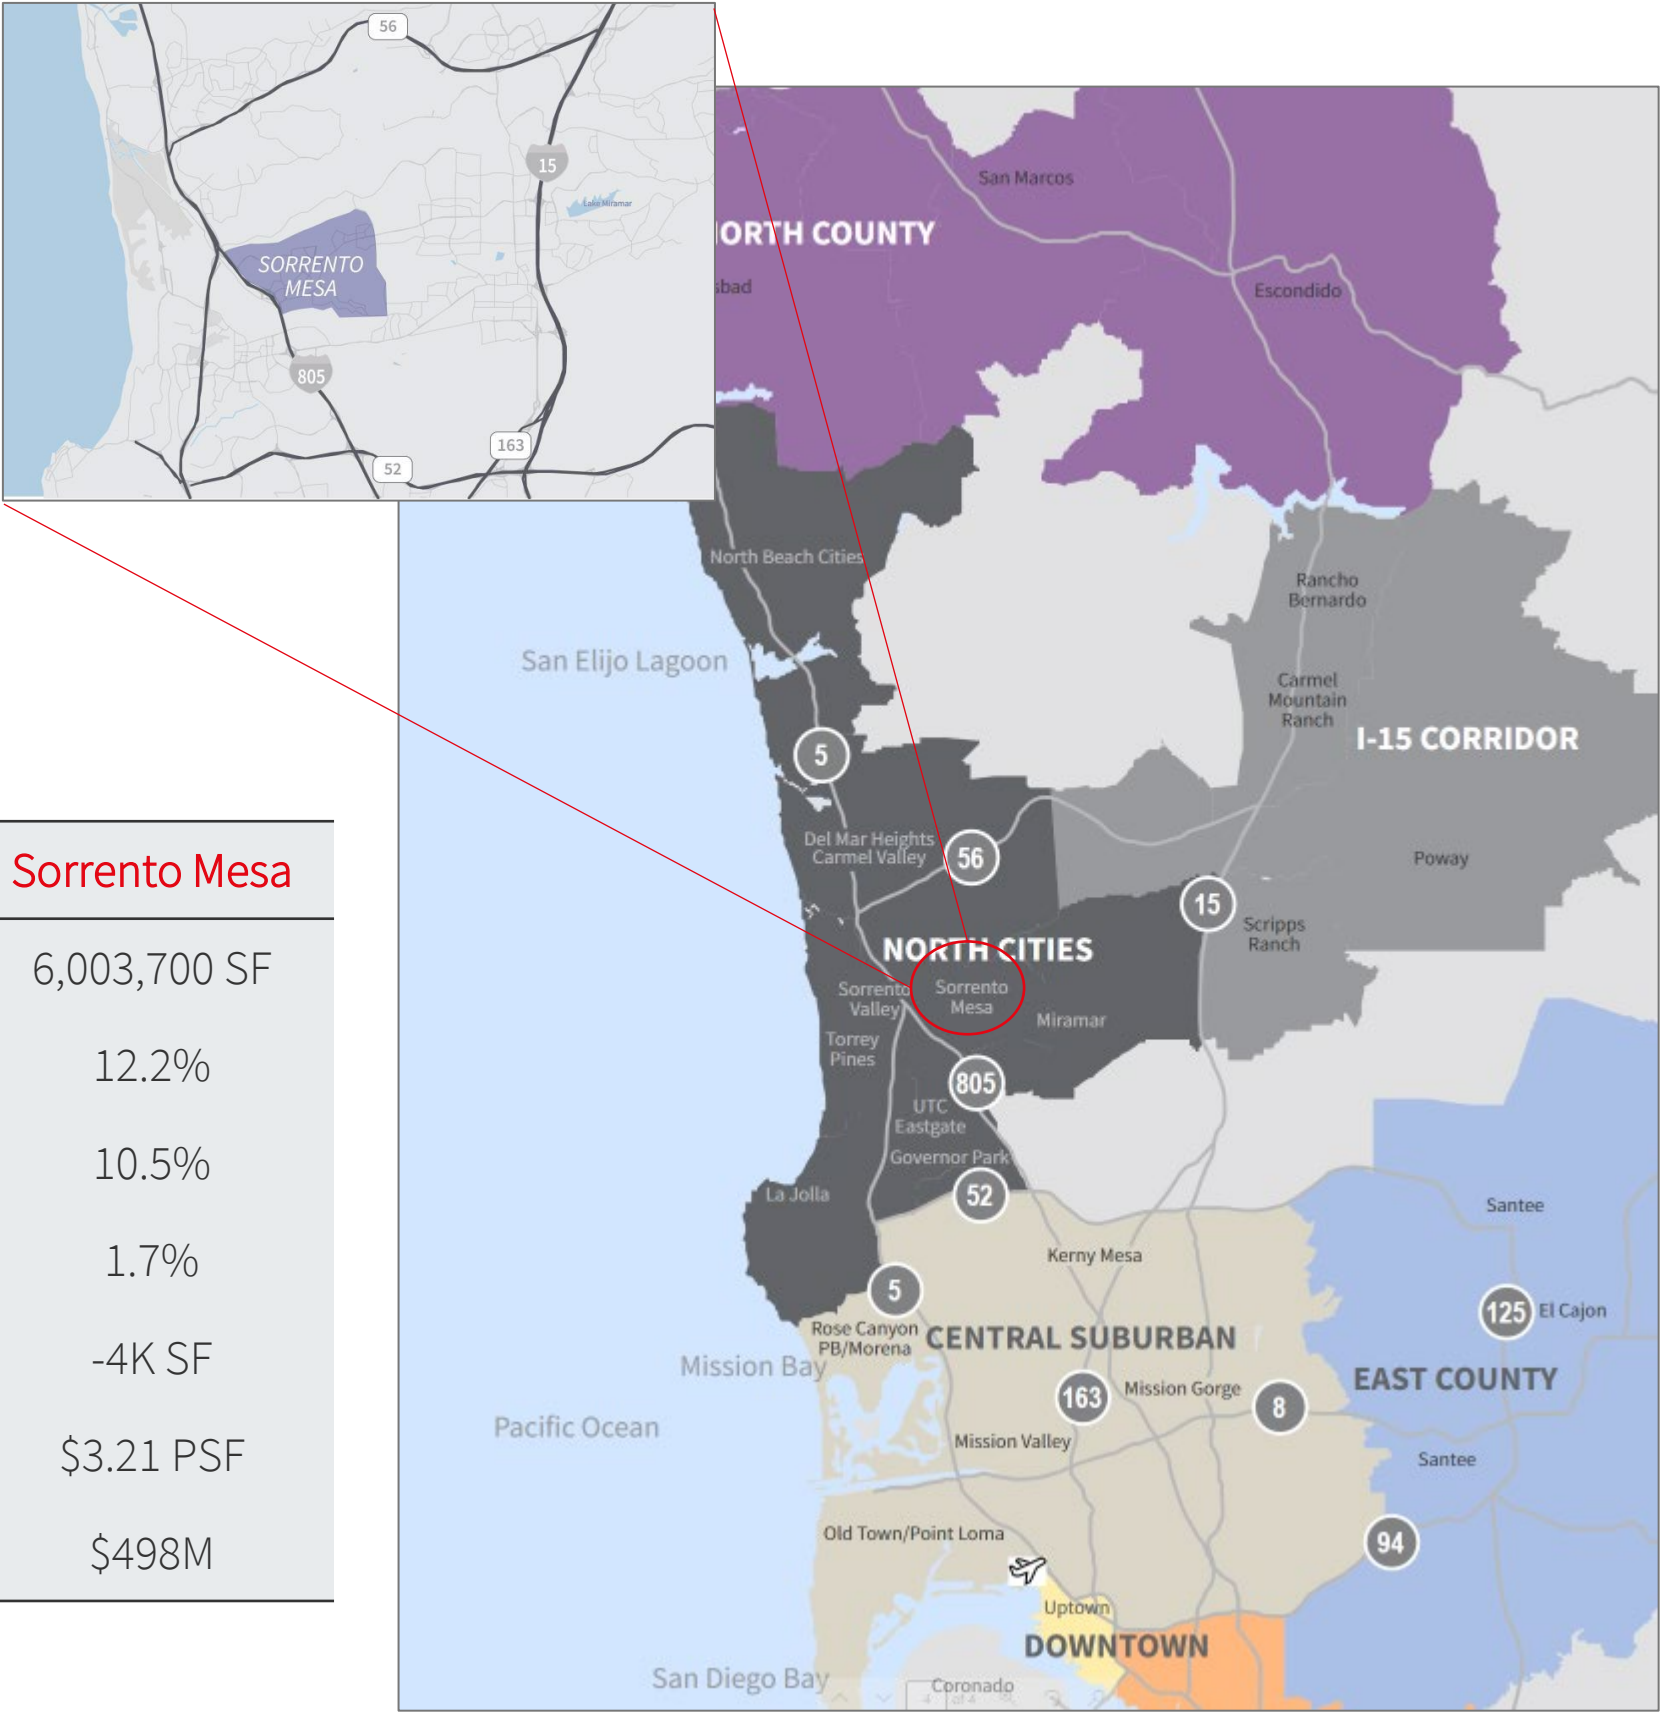 56
15
Lake Miramar
SORRENTO
MESA
805
163
52
San Marcos
ORTH COUNTY
sbad
Escondido
North Beach Cities
Rancho
Bernardo
San Elijo Lagoon
Carmel
Mountain
Ranch
I-15 CORRIDOR
5
Del Mar Heights
Carmel Valley
56
Poway
15
Scripps
Ranch
NORTH CITIES
Sorrento
Valley
Sorrento
Mesa
Miramar
Torrey
Pines
805
UTC
Eastgate
Governor Park
La Jolla
52
Santee
Kerny Mesa
5
125
El Cajon
Rose Canyon
PB/Morena
CENTRAL SUBURBAN
Mission Bay
EAST COUNTY
163
Mission Gorge
8
Pacific Ocean
Mission Valley
Santee
Old Town/Point Loma
94
Uptown
DOWNTOWN
San Diego Bay
Coronado
4 of 4
Sorrento Mesa
6,003,700 SF
12.2%
10.5%
1.7%
-4K SF
$3.21 PSF
$498M